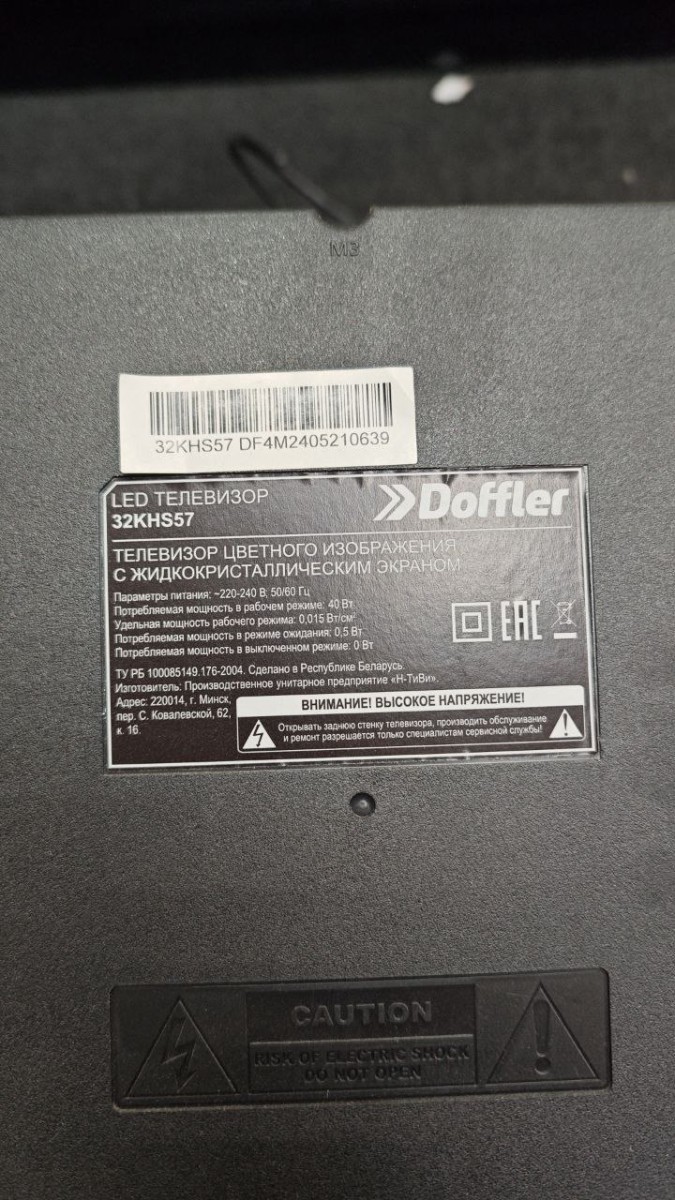 M3
32KHS57 DF4M2405210639
LED ТЕЛЕВИЗОР
32KHS57
Doffler
ТЕЛЕВИЗОР ЦВЕТНОГО ИЗОБРАЖЕНИЯ
С ЖИДКОКРИСТАЛЛИЧЕСКИМ ЭКРАНОМ
Параметры питания: ~220-240 В, 50/60 Гц
Потребляемая мощность в рабочем режиме: 40 Вт
Удельная мощность рабочего режима: 0,015 Вт/см²
Потребляемая мощность в режиме ожидания: 0,5 Вт
Потребляемая мощность в выключенном режиме: 0 Вт
EAC
ТУ РБ 100085149.176-2004. Сделано в Республике Беларусь.
Изготовитель: Производственное унитарное предприятие «Н-ТиВи».
Адрес: 220014, г. Минск,
пер. С. Ковалевской, 62,
к. 16.
ВНИМАНИЕ! ВЫСОКОЕ НАПРЯЖЕНИЕ!
Открывать заднюю стенку телевизора, производить обслуживание
и ремонт разрешается только специалистам сервисной службы!
CAUTION
RISK OF ELECTRIC SHOCK
DO NOT OPEN